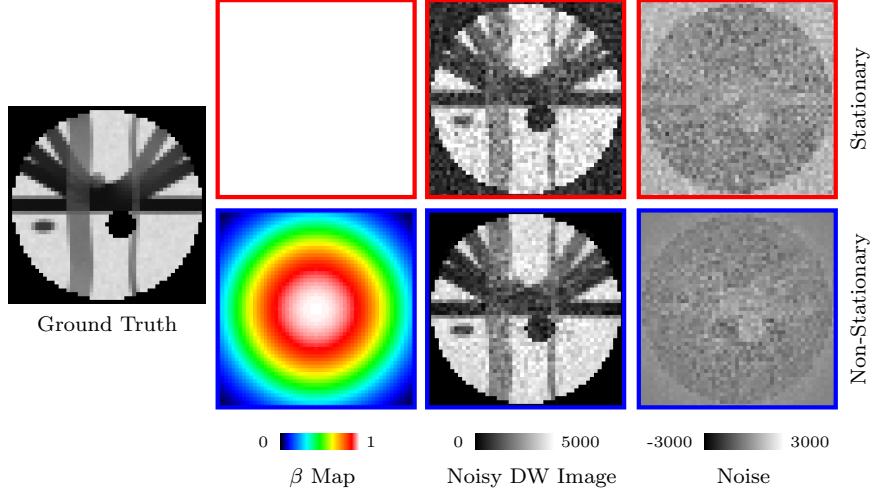 Stationary
Ground Truth
Non-Stationary
0 1
0 5000
-3000 3000
β Map
Noisy DW Image
Noise